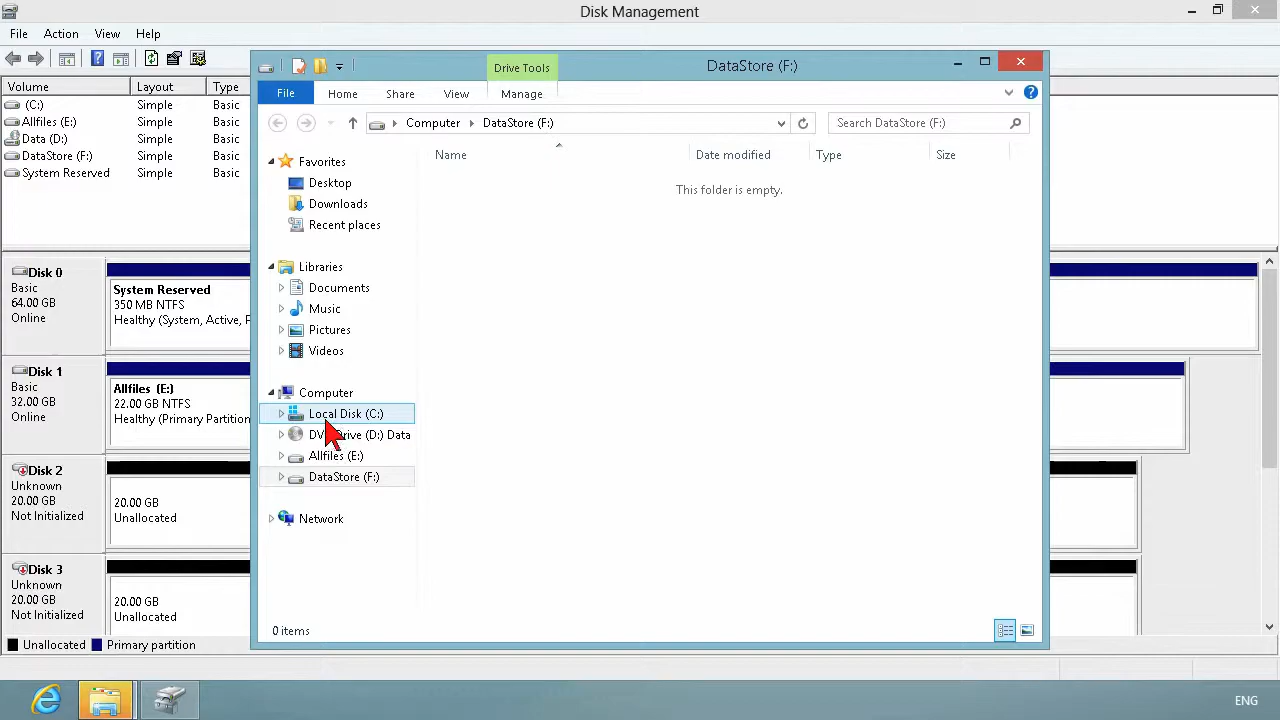 Disk Management
File Action View Help
Volume Layout Type
(C:) Simple Basic
Allfiles (E:) Simple Basic
Data (D:) Simple Basic
DataStore (F:) Simple Basic
System Reserved Simple Basic
Drive Tools
DataStore (F:)
File Home Share View Manage
Computer DataStore (F:)
Search DataStore (F:)
Name Date modified Type Size
This folder is empty.
Favorites
Desktop
Downloads
Recent places
Libraries
Documents
Music
Pictures
Videos
Computer
Local Disk (C:)
(D:) Data
Allfiles (E:)
DataStore (F:)
Network
0 items
Disk 0
Basic
64.00 GB
Online
System Reserved
350 MB NTFS
Healthy (System, Active,
Disk 1
Basic
32.00 GB
Online
Allfiles (E:)
22.00 GB NTFS
Healthy (Primary Partition
Disk 2
Unknown
20.00 GB
Not Initialized
20.00 GB
Unallocated
Disk 3
Unknown
20.00 GB
Not Initialized
20.00 GB
Unallocated
Unallocated Primary partition
ENG